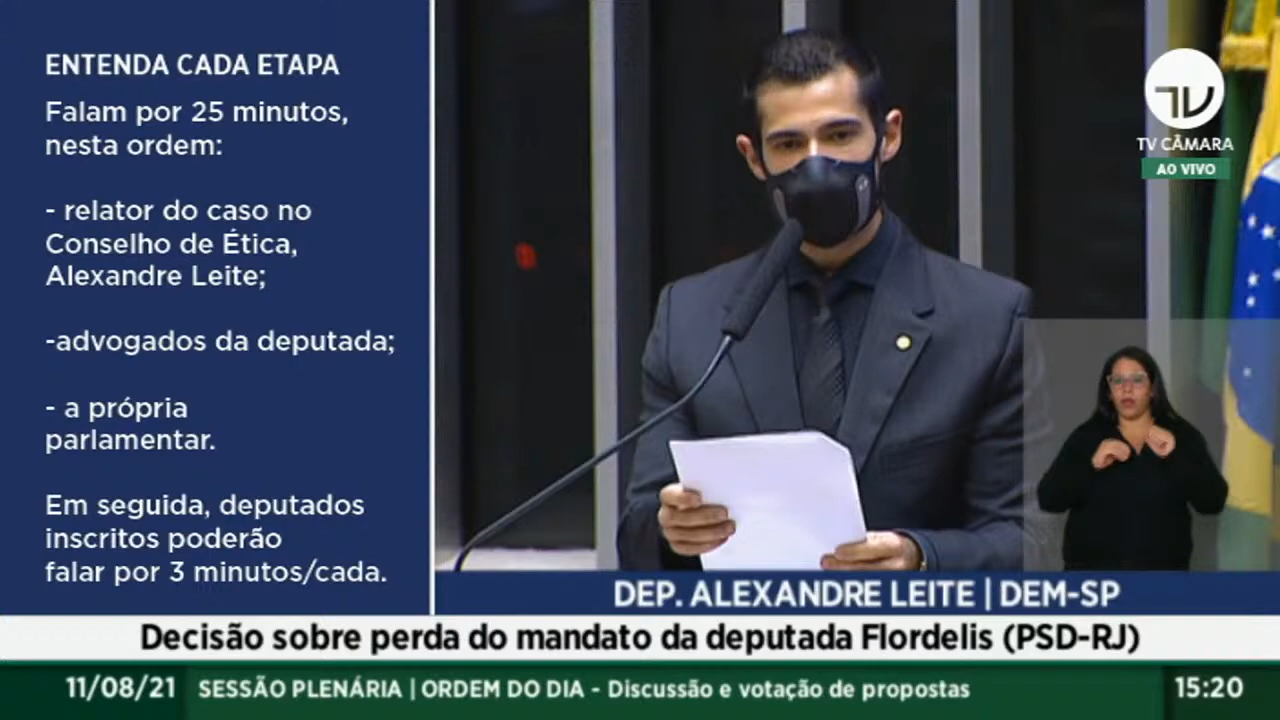 ENTENDA CADA ETAPA
Falam por 25 minutos,
nesta ordem:
- relator do caso no
Conselho de Ética,
Alexandre Leite;
-advogados da deputada;
- a própria
parlamentar.
Em seguida, deputados
inscritos poderão
falar por 3 minutos/cada.
TV CÂMARA
AO VIVO
DEP. ALEXANDRE LEITE | DEM-SP
Decisão sobre perda do mandato da deputada Flordelis (PSD-RJ)
11/08/21 SESSÃO PLENÁRIA | ORDEM DO DIA - Discussão e votação de propostas 15:20